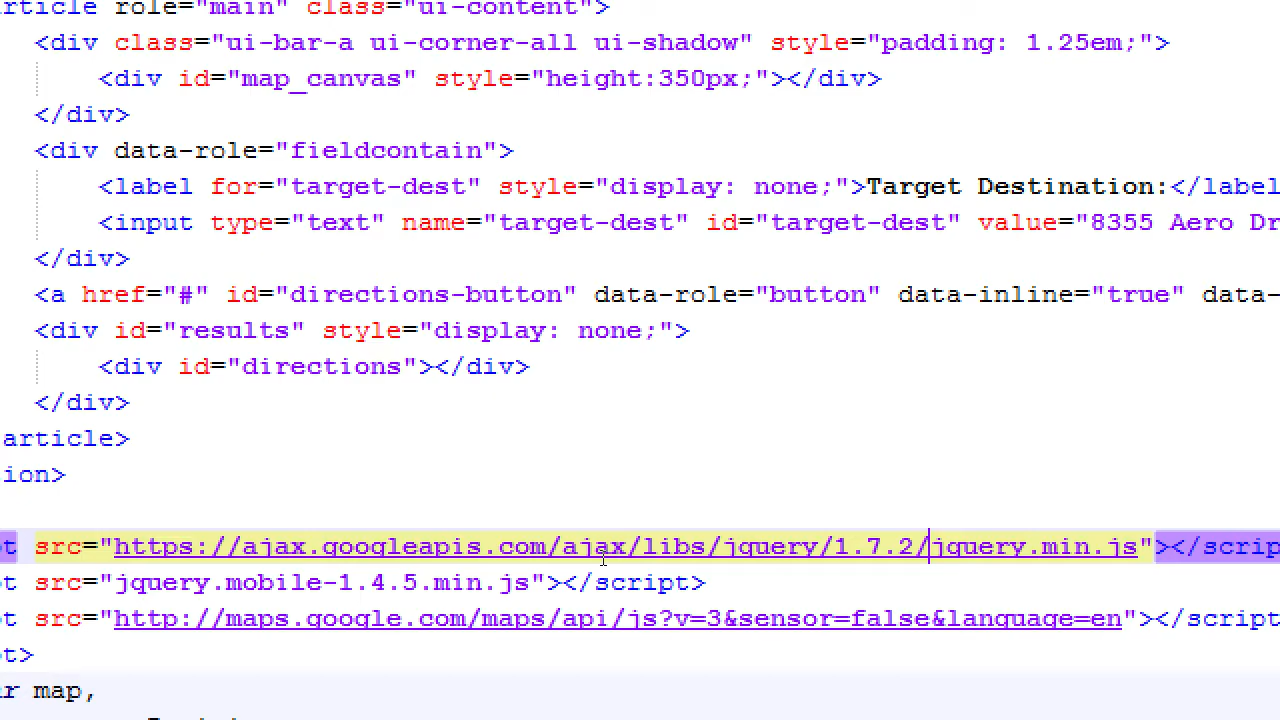 article role="main" class="ui-content">
<div class="ui-bar-a ui-corner-all ui-shadow" style="padding: 1.25em;">
<div id="map_canvas" style="height:350px;"></div>
</div>
<div data-role="fieldcontain">
<label for="target-dest" style="display: none;">Target Destination:</label
<input type="text" name="target-dest" id="target-dest" value="8355 Aero Dr
</div>
<a href="#" id="directions-button" data-role="button" data-inline="true" data-
<div id="results" style="display: none;">
<div id="directions"></div>
</div>
article>
ion>
t src="https://ajax.googleapis.com/ajax/libs/jquery/1.7.2/jquery.min.js"></scrip
t src="jquery.mobile-1.4.5.min.js"></script>
t src="http://maps.google.com/maps/api/js?v=3&sensor=false&language=en"></script
t>
ar map,